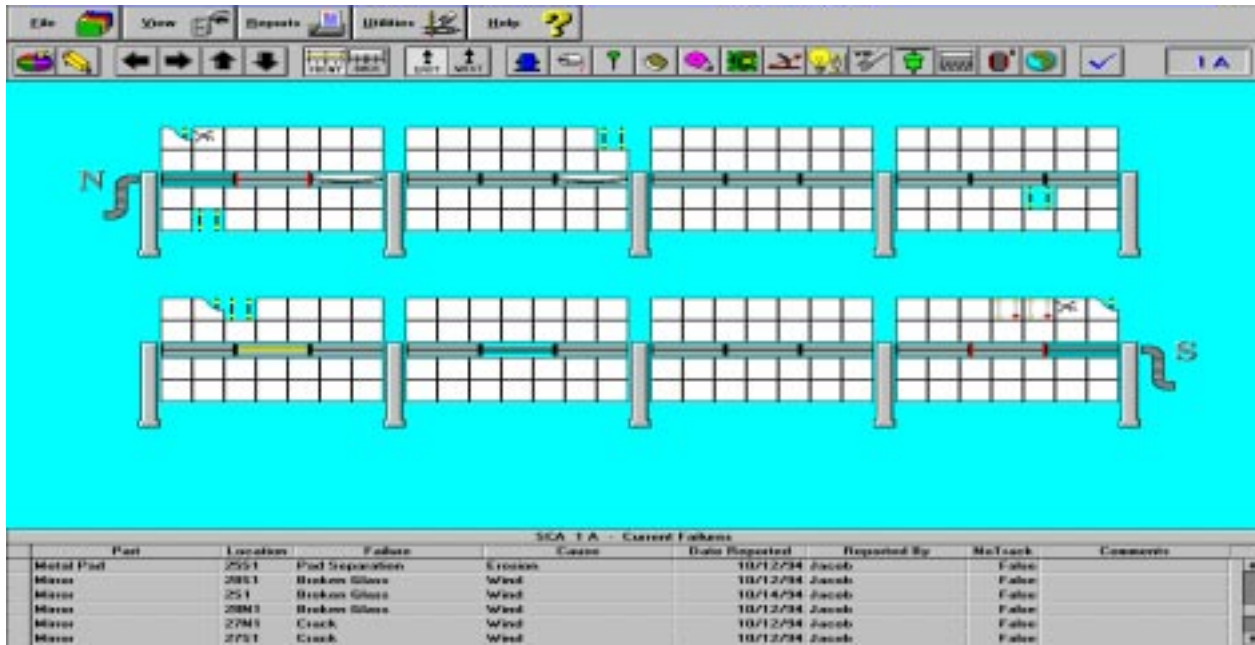 File View Reports Utilities Help
1 A
N
S
SCA 1 A - Current Failures
Part Location Failure Cause Date Reported Reported By NoTrack Comments
Metal Pad 25S1 Pad Separation Erosion 10/12/94 Jacob False
Mirror 28S1 Broken Glass Wind 10/12/94 Jacob False
Mirror 2S1 Broken Glass Wind 10/14/94 Jacob False
Mirror 28N1 Broken Glass Wind 10/12/94 Jacob False
Mirror 27N1 Crack Wind 10/12/94 Jacob False
Mirror 27S1 Crack Wind 10/12/94 Jacob False